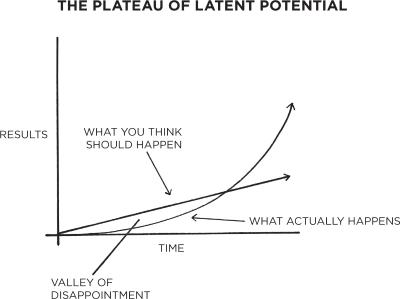 THE PLATEAU OF LATENT POTENTIAL
RESULTS
WHAT YOU THINK
SHOULD HAPPEN
WHAT ACTUALLY HAPPENS
TIME
VALLEY OF
DISAPPOINTMENT